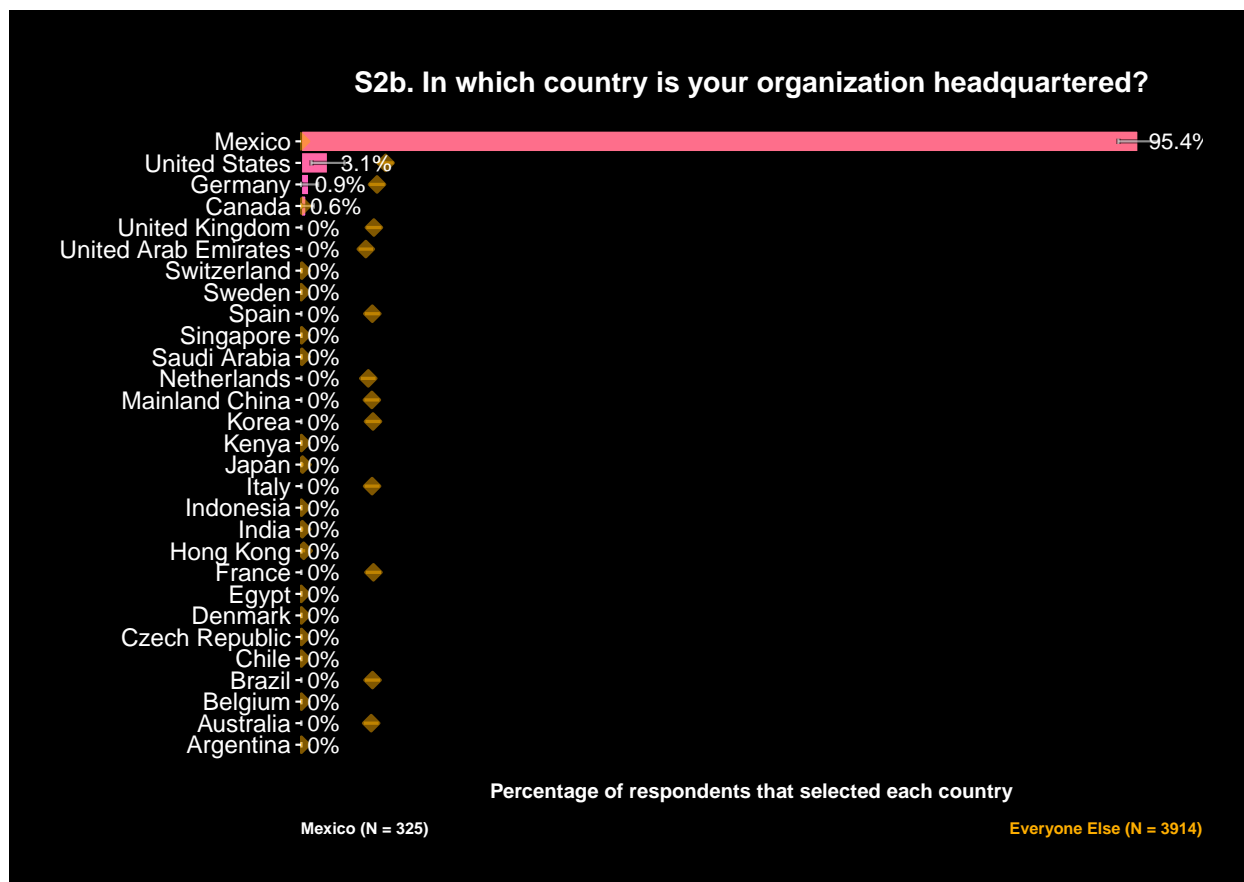 S2b. In which country is your organization headquartered?
Mexico 95.4%
United States 3.1%
Germany 0.9%
Canada 0.6%
United Kingdom 0%
United Arab Emirates 0%
Switzerland 0%
Sweden 0%
Spain 0%
Singapore 0%
Saudi Arabia 0%
Netherlands 0%
Mainland China 0%
Korea 0%
Kenya 0%
Japan 0%
Italy 0%
Indonesia 0%
India 0%
Hong Kong 0%
France 0%
Egypt 0%
Denmark 0%
Czech Republic 0%
Chile 0%
Brazil 0%
Belgium 0%
Australia 0%
Argentina 0%
Percentage of respondents that selected each country
Mexico (N = 325) Everyone Else (N = 3914)